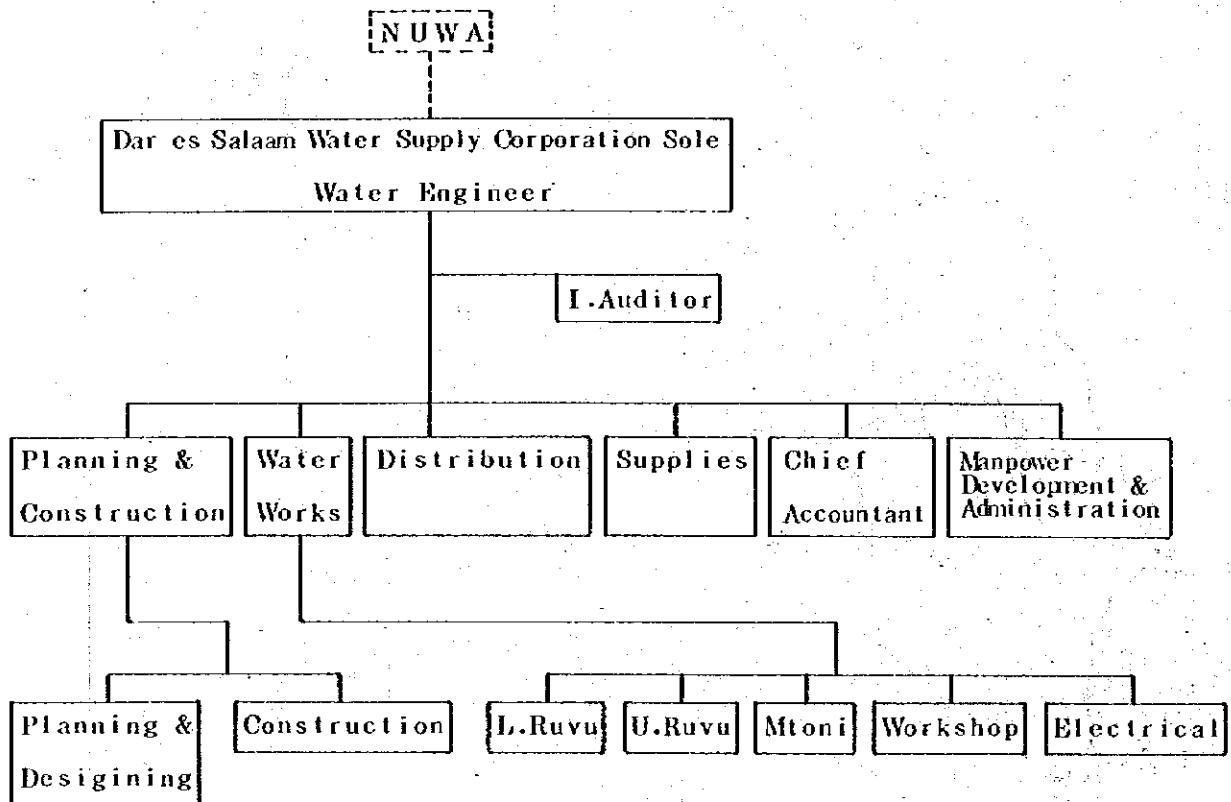 NUWA
Dar es Salaam Water Supply Corporation Sole
Water Engineer
I.Auditor
Planning &
Construction
Water
Works
Distribution
Supplies
Chief
Accountant
Manpower
Development &
Administration
Planning &
Desigining
Construction
L.Ruvu
U.Ruvu
Mtoni
Workshop
Electrical